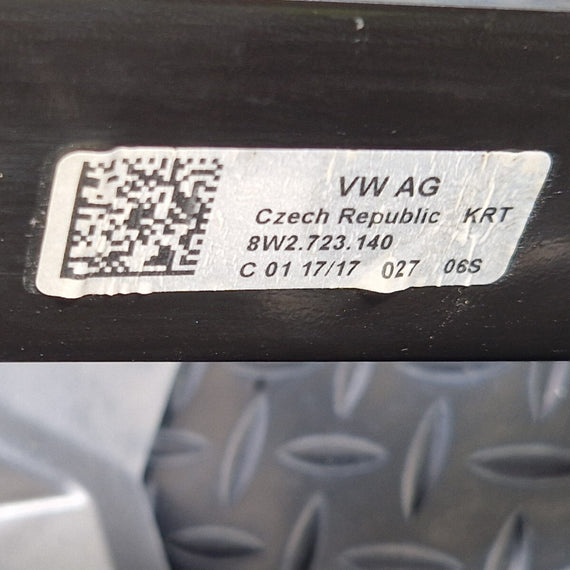 VW AG
Czech Republic KRT
8W2.723.140
C 01 17/17 027 06S